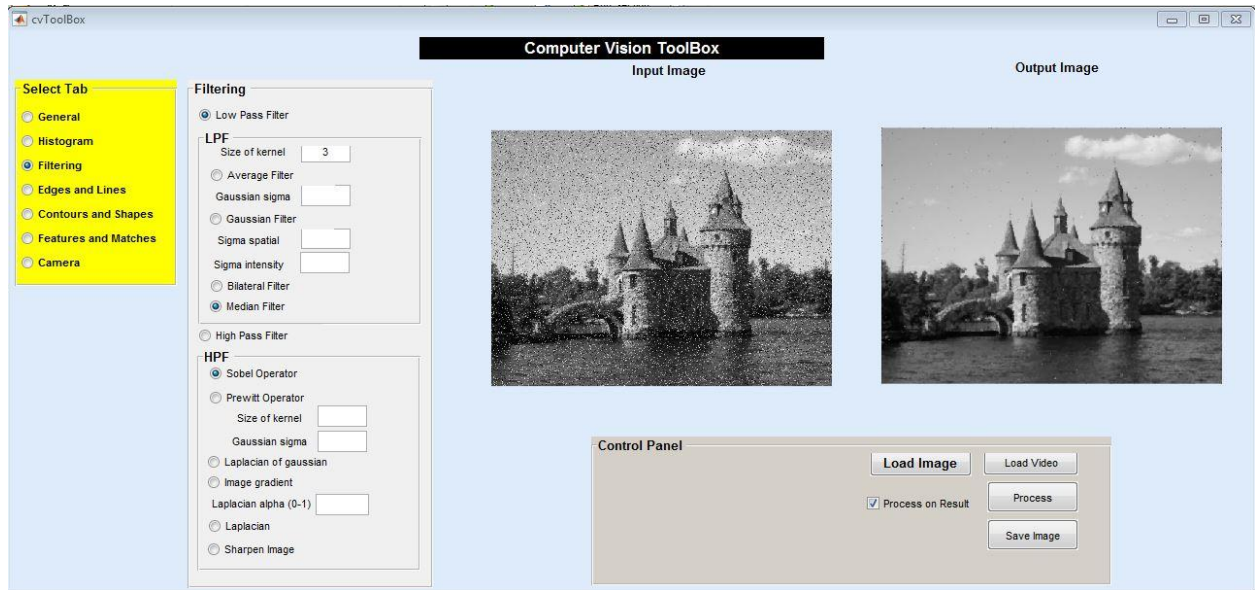 cvToolBox
Computer Vision ToolBox
Input Image
Output Image
Select Tab
General
Histogram
Filtering
Edges and Lines
Contours and Shapes
Features and Matches
Camera
Filtering
Low Pass Filter
LPF
Size of kernel 3
Average Filter
Gaussian sigma
Gaussian Filter
Sigma spatial
Sigma intensity
Bilateral Filter
Median Filter
High Pass Filter
HPF
Sobel Operator
Prewitt Operator
Size of kernel
Gaussian sigma
Laplacian of gaussian
Image gradient
Laplacian alpha (0-1)
Laplacian
Sharpen Image
Control Panel
Load Image Load Video
Process on Result Process
Save Image